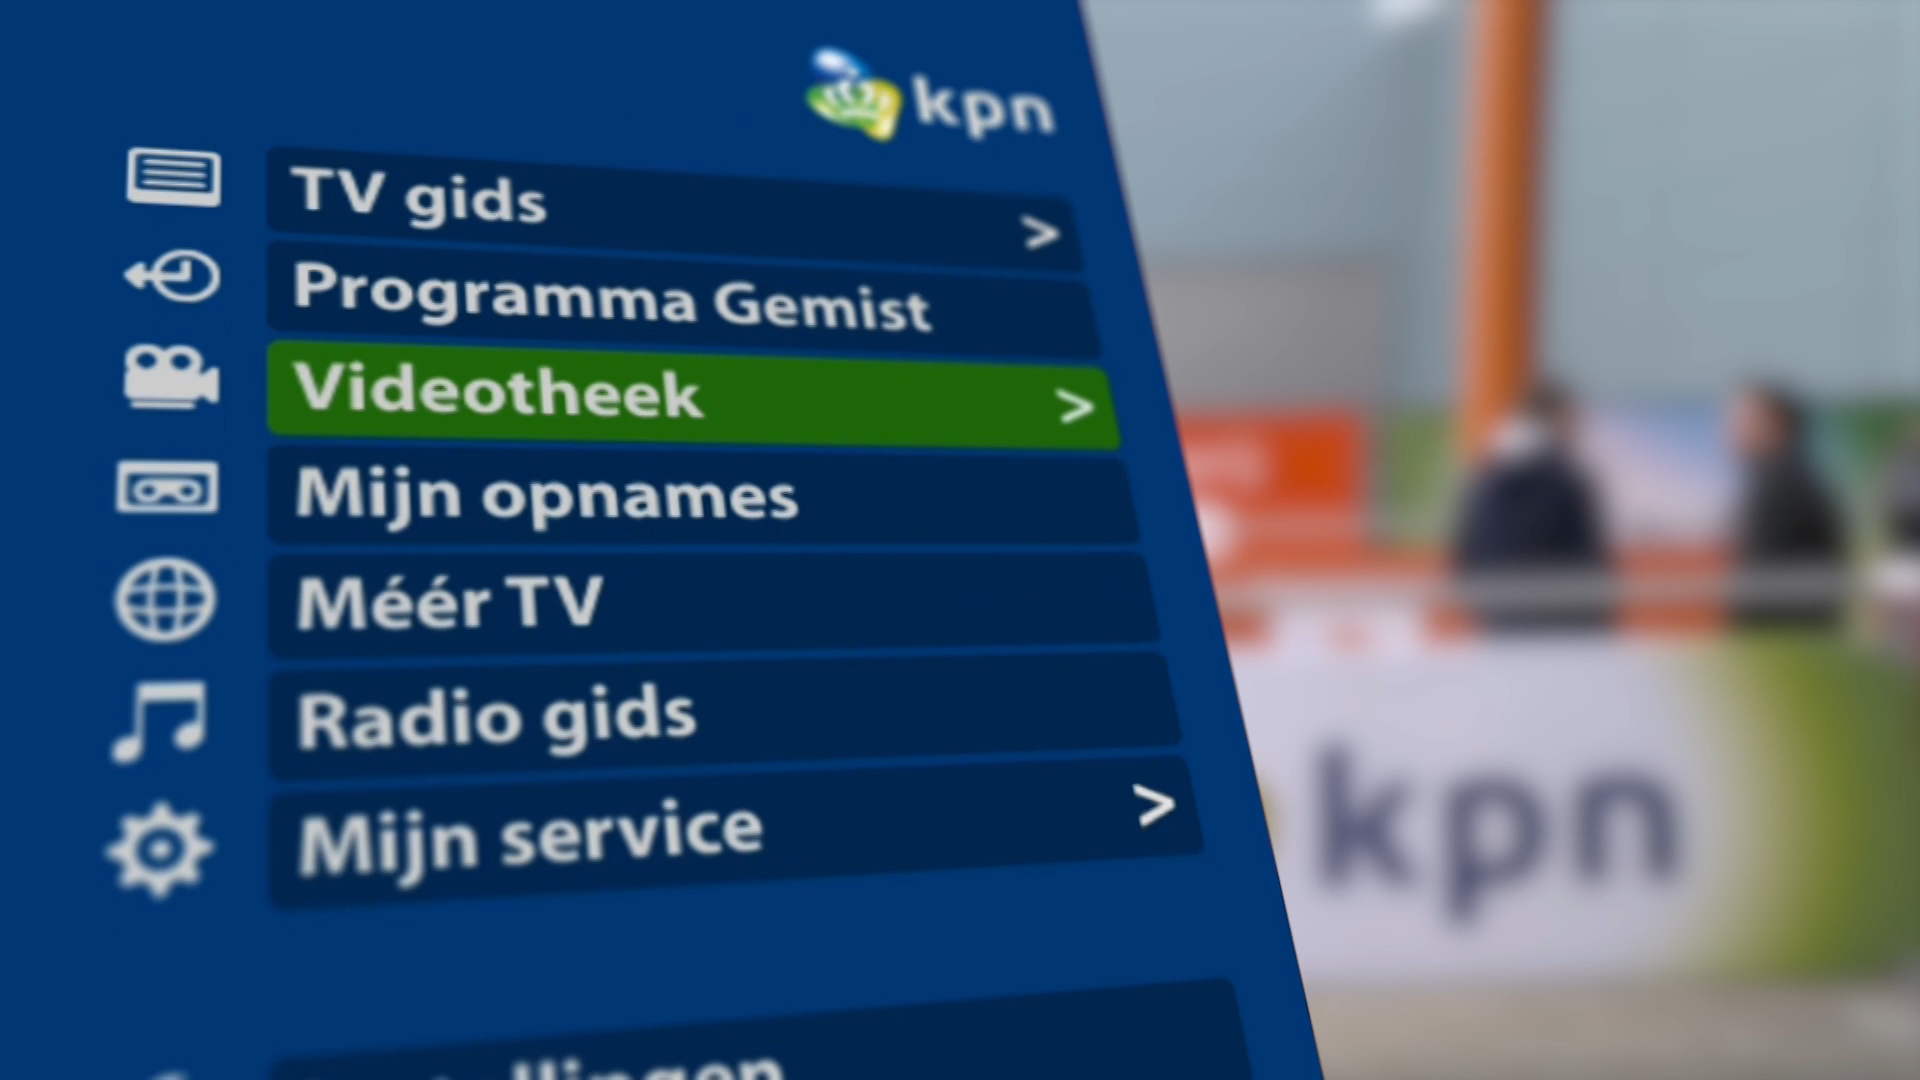 kpn
TV gids >
Programma Gemist
Videotheek >
Mijn opnames
Méér TV
Radio gids
Mijn service >
kpn